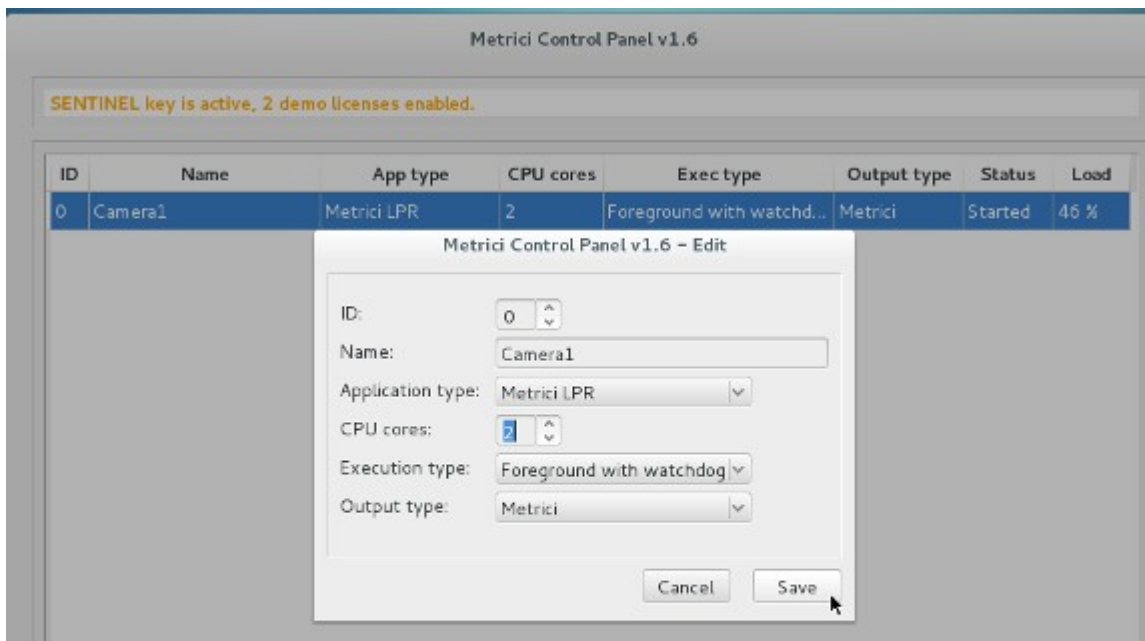 Metrici Control Panel v1.6
SENTINEL key is active, 2 demo licenses enabled.
ID Name App type CPU cores Exec type Output type Status Load
0 Camera1 Metrici LPR 2 Foreground with watchd... Metrici Started 46 %
Metrici Control Panel v1.6 – Edit
ID: 0
Name: Camera1
Application type: Metrici LPR
CPU cores: 2
Execution type: Foreground with watchdog
Output type: Metrici
Cancel Save